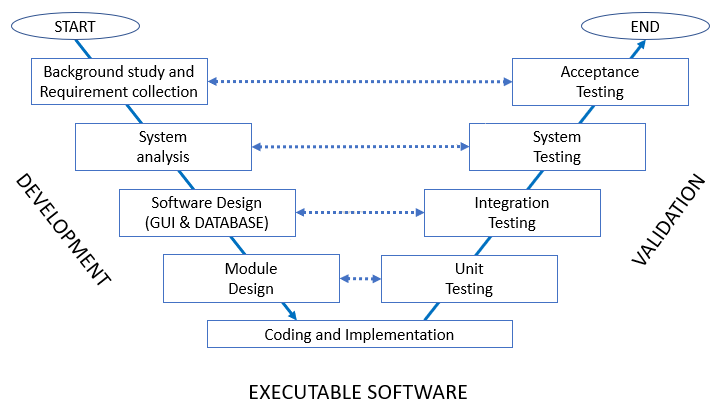 START
END
Background study and
Requirement collection
Acceptance
Testing
System
analysis
System
Testing
Software Design
(GUI & DATABASE)
Integration
Testing
DEVELOPMENT
VALIDATION
Module
Design
Unit
Testing
Coding and Implementation
EXECUTABLE SOFTWARE